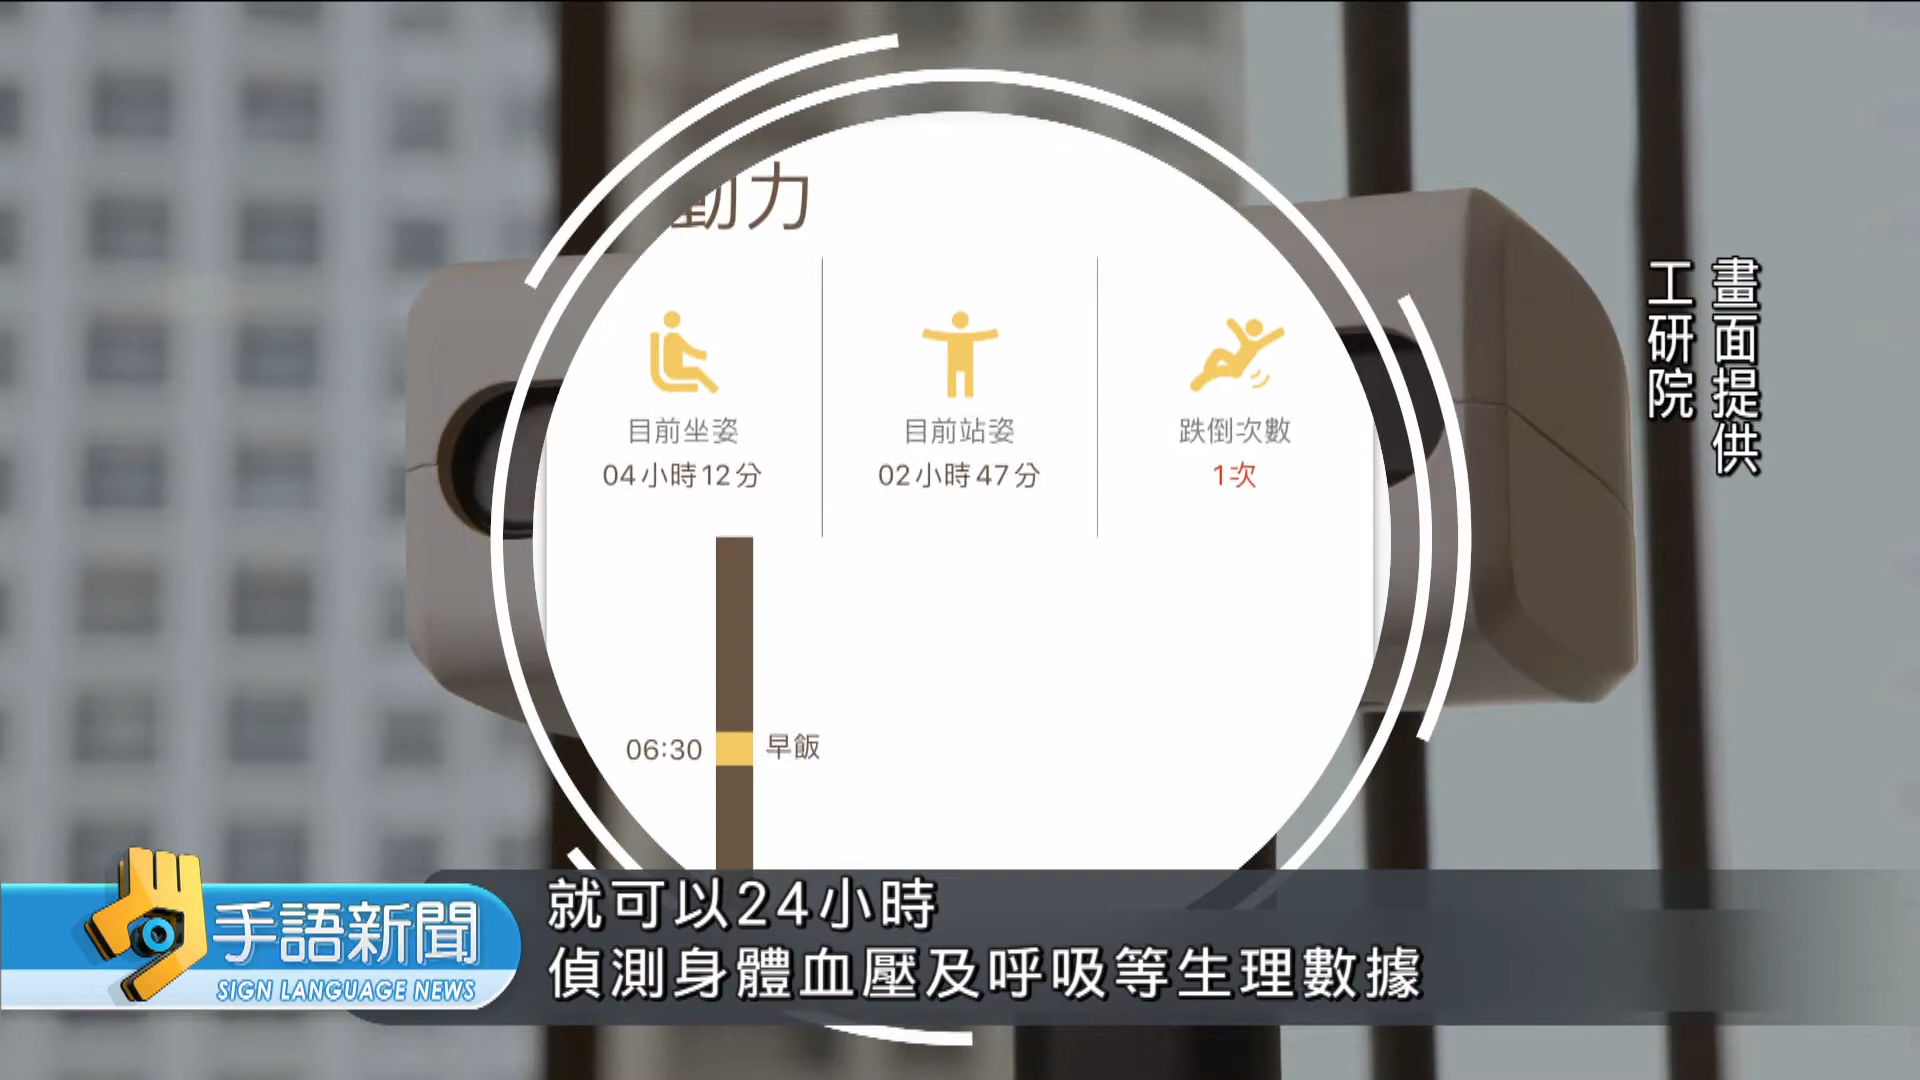 動力
目前坐姿
04小時12分
目前站姿
02小時47分
跌倒次數
1次
06:30 早飯
畫面提供
工研院
手語新聞
SIGN LANGUAGE NEWS
就可以24小時
偵測身體血壓及呼吸等生理數據